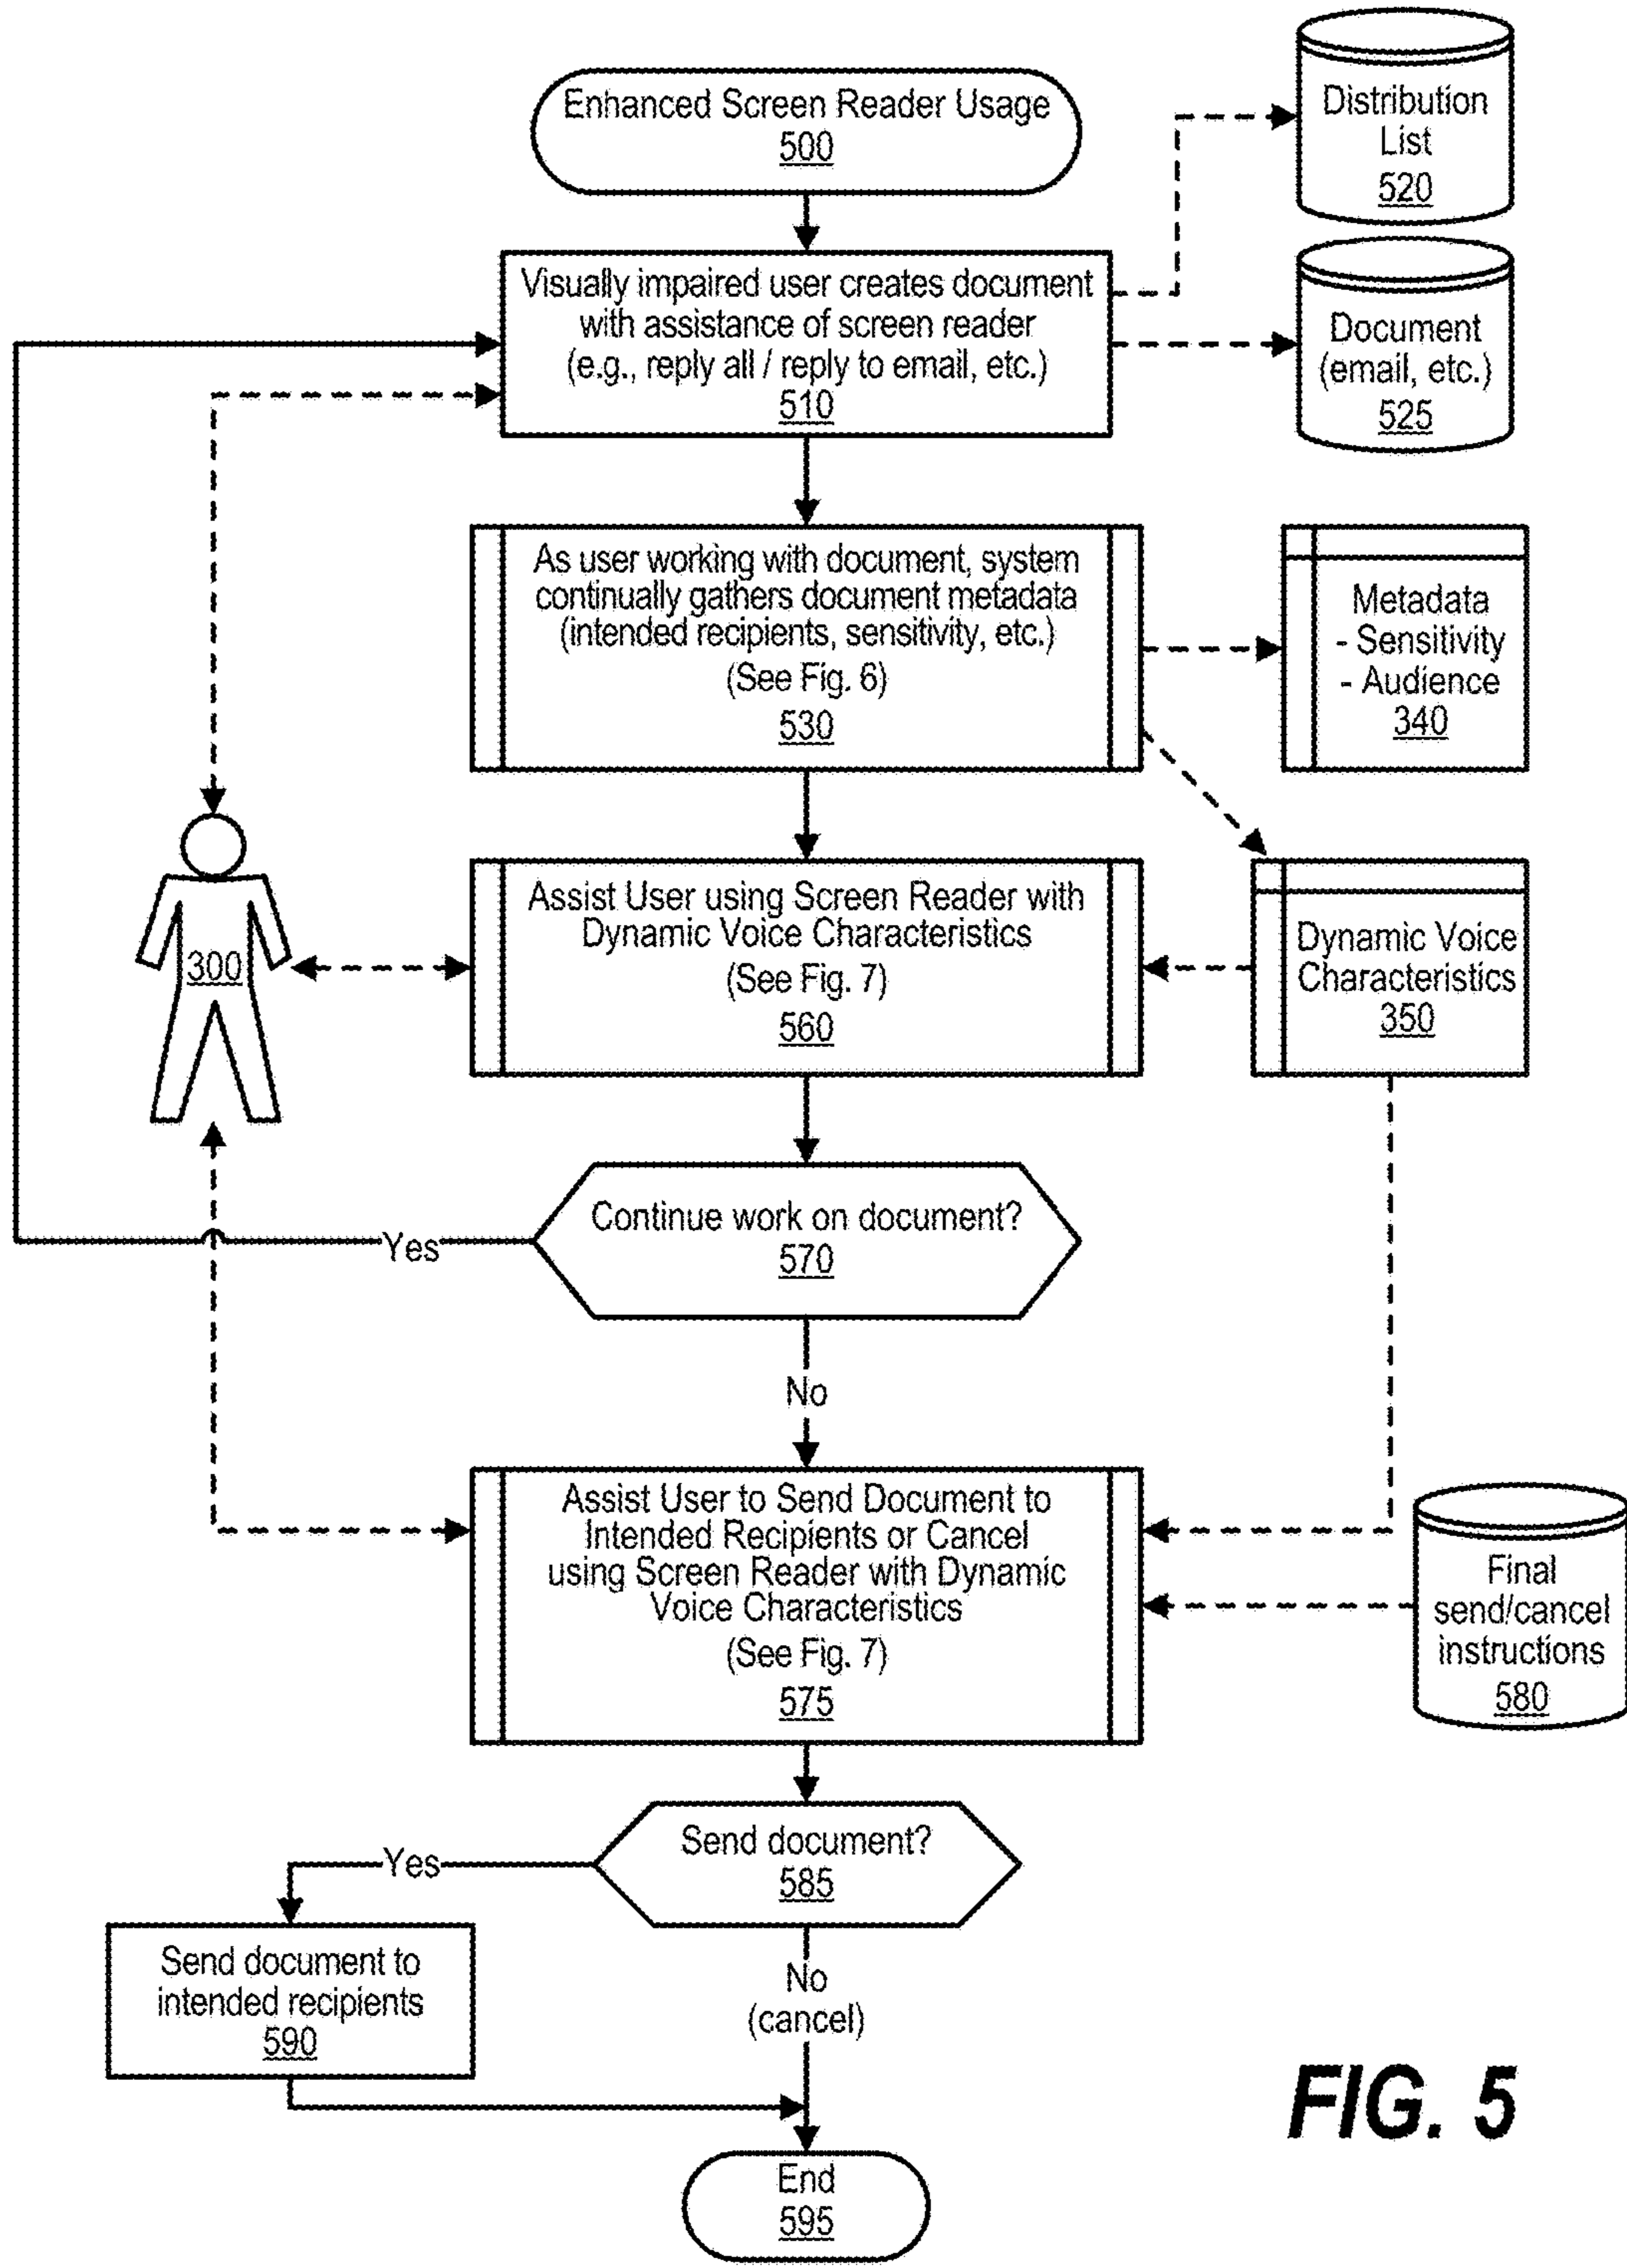 Enhanced Screen Reader Usage
500
Distribution
List
520
Visually impaired user creates document
with assistance of screen reader
(e.g., reply all / reply to email, etc.)
510
Document
(email, etc.)
525
As user working with document, system
continually gathers document metadata
(intended recipients, sensitivity, etc.)
(See Fig. 6)
530
Metadata
- Sensitivity
- Audience
340
300
Assist User using Screen Reader with
Dynamic Voice Characteristics
(See Fig. 7)
560
Dynamic Voice
Characteristics
350
Continue work on document?
570
Yes
No
Assist User to Send Document to
Intended Recipients or Cancel
using Screen Reader with Dynamic
Voice Characteristics
(See Fig. 7)
575
Final
send/cancel
instructions
580
Send document?
585
Yes
Send document to
intended recipients
590
No
(cancel)
End
595
FIG. 5